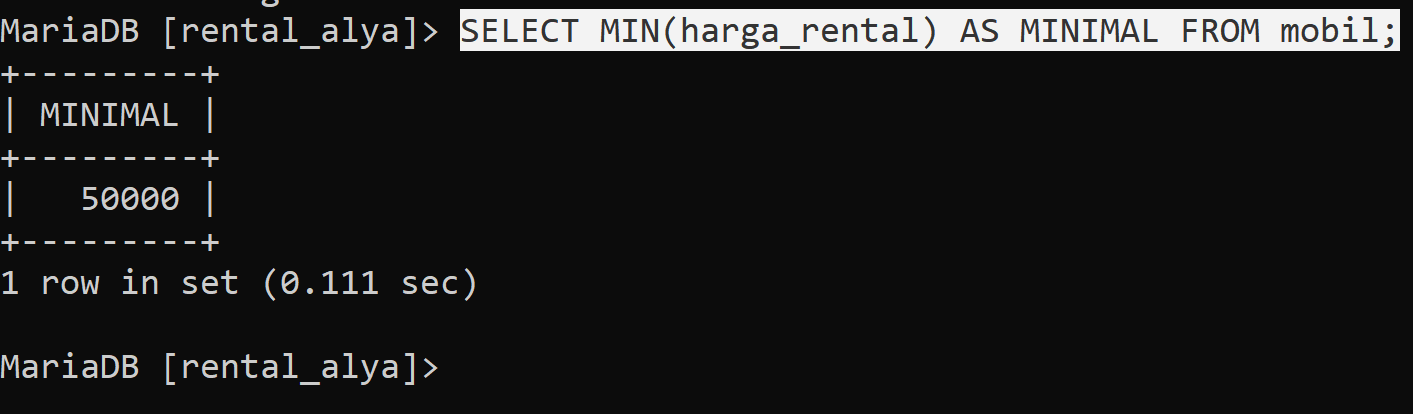 MariaDB [rental_alya]> SELECT MIN(harga_rental) AS MINIMAL FROM mobil;
+---------+
| MINIMAL |
+---------+
|   50000 |
+---------+
1 row in set (0.111 sec)
MariaDB [rental_alya]>